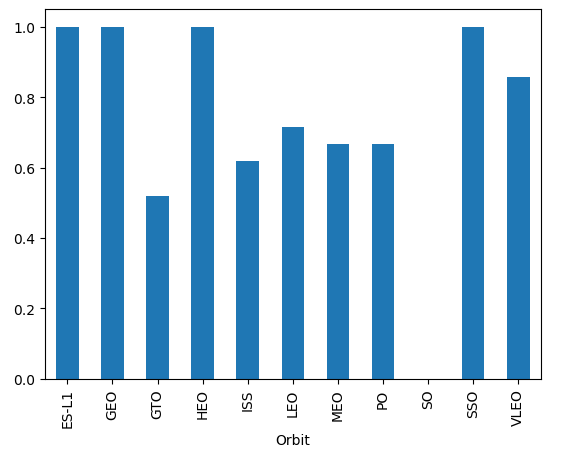 1.0
0.8
0.6
0.4
0.2
0.0
ES-L1
GEO
GTO
HEO
ISS
LEO
MEO
PO
SO
SSO
VLEO
Orbit